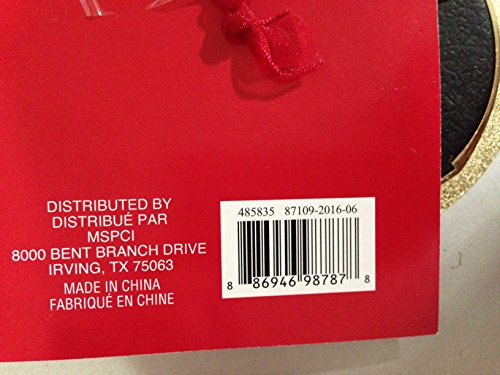 DISTRIBUTED BY
DISTRIBUÉ PAR
MSPCI
8000 BENT BRANCH DRIVE
IRVING, TX 75063
MADE IN CHINA
FABRIQUÉ EN CHINE
485835 87109-2016-06
8 86946 98787 8